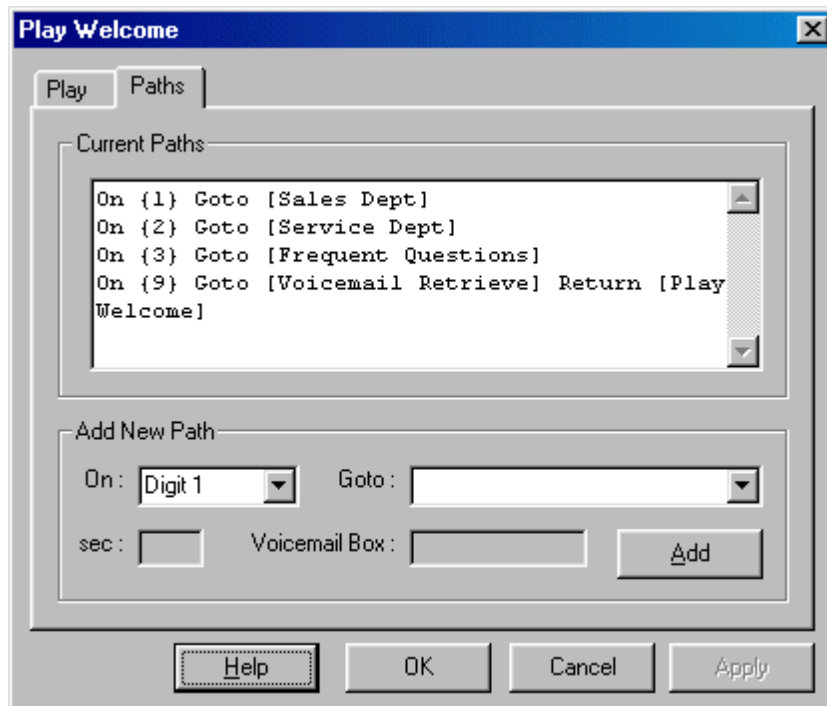 Play Welcome
Play Paths
Current Paths
On {1} Goto [Sales Dept]
On {2} Goto [Service Dept]
On {3} Goto [Frequent Questions]
On {9} Goto [Voicemail Retrieve] Return [Play
Welcome]
Add New Path
On : Digit 1 Goto :
sec : Voicemail Box : Add
Help OK Cancel Apply